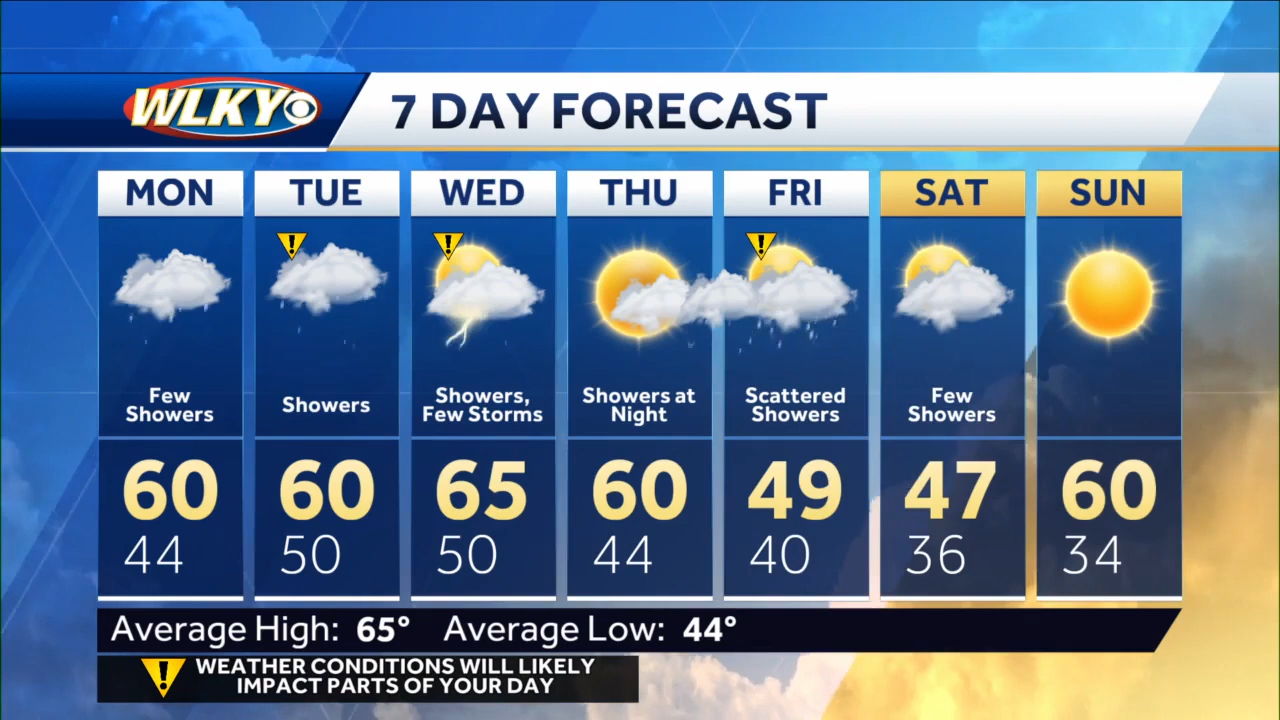 WLKY
7 DAY FORECAST
MON
TUE
WED
THU
FRI
SAT
SUN
!
!
!
Few
Showers
Showers
Showers,
Few Storms
Showers at
Night
Scattered
Showers
Few
Showers
60
60
65
60
49
47
60
44
50
50
44
40
36
34
Average High: 65° Average Low: 44°
!
WEATHER CONDITIONS WILL LIKELY
IMPACT PARTS OF YOUR DAY